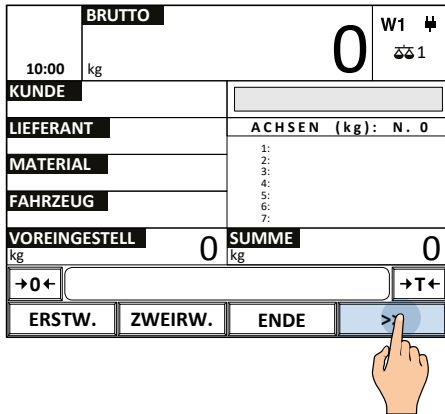 BRUTTO
0
W1
10:00
kg
1
KUNDE
LIEFERANT
ACHSEN (kg): N. 0
1:
2:
3:
4:
5:
6:
7:
MATERIAL
FAHRZEUG
VOREINGESTELL
kg
0
SUMME
kg
0
→0←
→T←
ERSTW.
ZWEIRW.
ENDE
>>